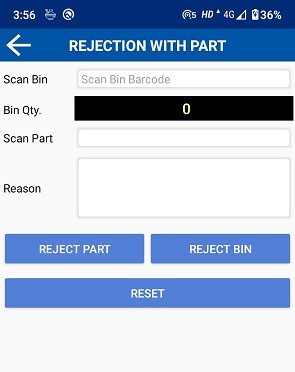 3:56 HD 4G 36%
REJECTION WITH PART
Scan Bin Scan Bin Barcode
Bin Qty. 0
Scan Part
Reason
REJECT PART REJECT BIN
RESET